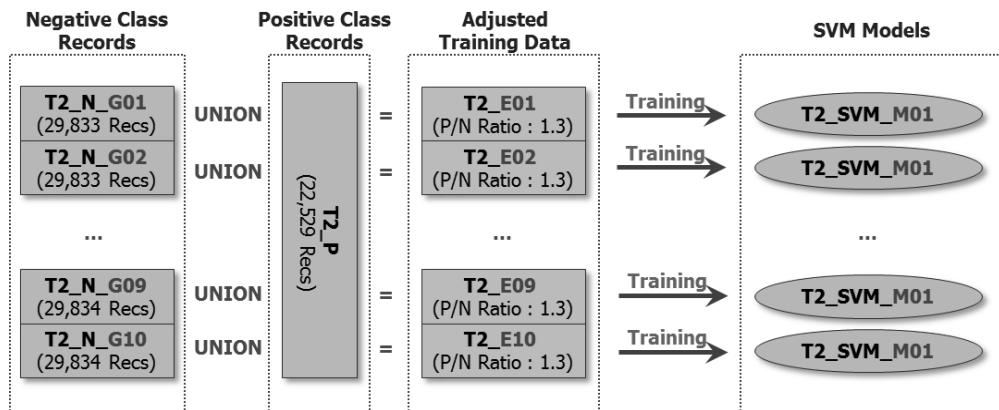 Negative Class
Records
Positive Class
Records
Adjusted
Training Data
SVM Models
T2_N_G01
(29,833 Recs)
UNION
=
T2_E01
(P/N Ratio : 1.3)
Training
T2_SVM_M01
T2_N_G02
(29,833 Recs)
UNION
=
T2_E02
(P/N Ratio : 1.3)
Training
T2_SVM_M01
T2_P
(22,529 Recs)
...
...
...
T2_N_G09
(29,834 Recs)
UNION
=
T2_E09
(P/N Ratio : 1.3)
Training
T2_SVM_M01
T2_N_G10
(29,834 Recs)
UNION
=
T2_E10
(P/N Ratio : 1.3)
Training
T2_SVM_M01